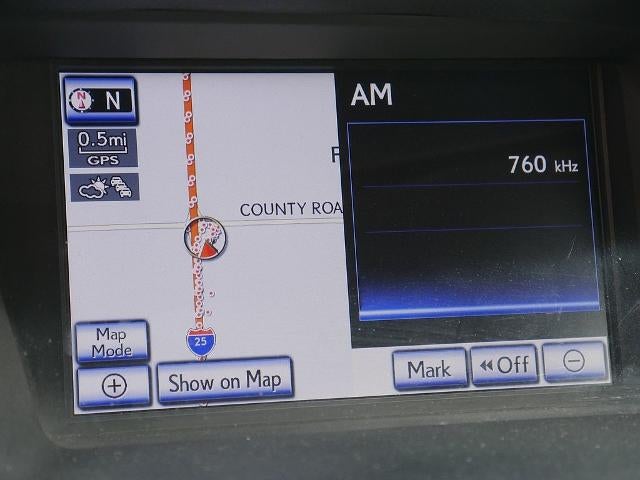 N
N
0.5mi
GPS
AM
760 kHz
F
COUNTY ROA
25
Map
Mode
Show on Map
Mark
Off